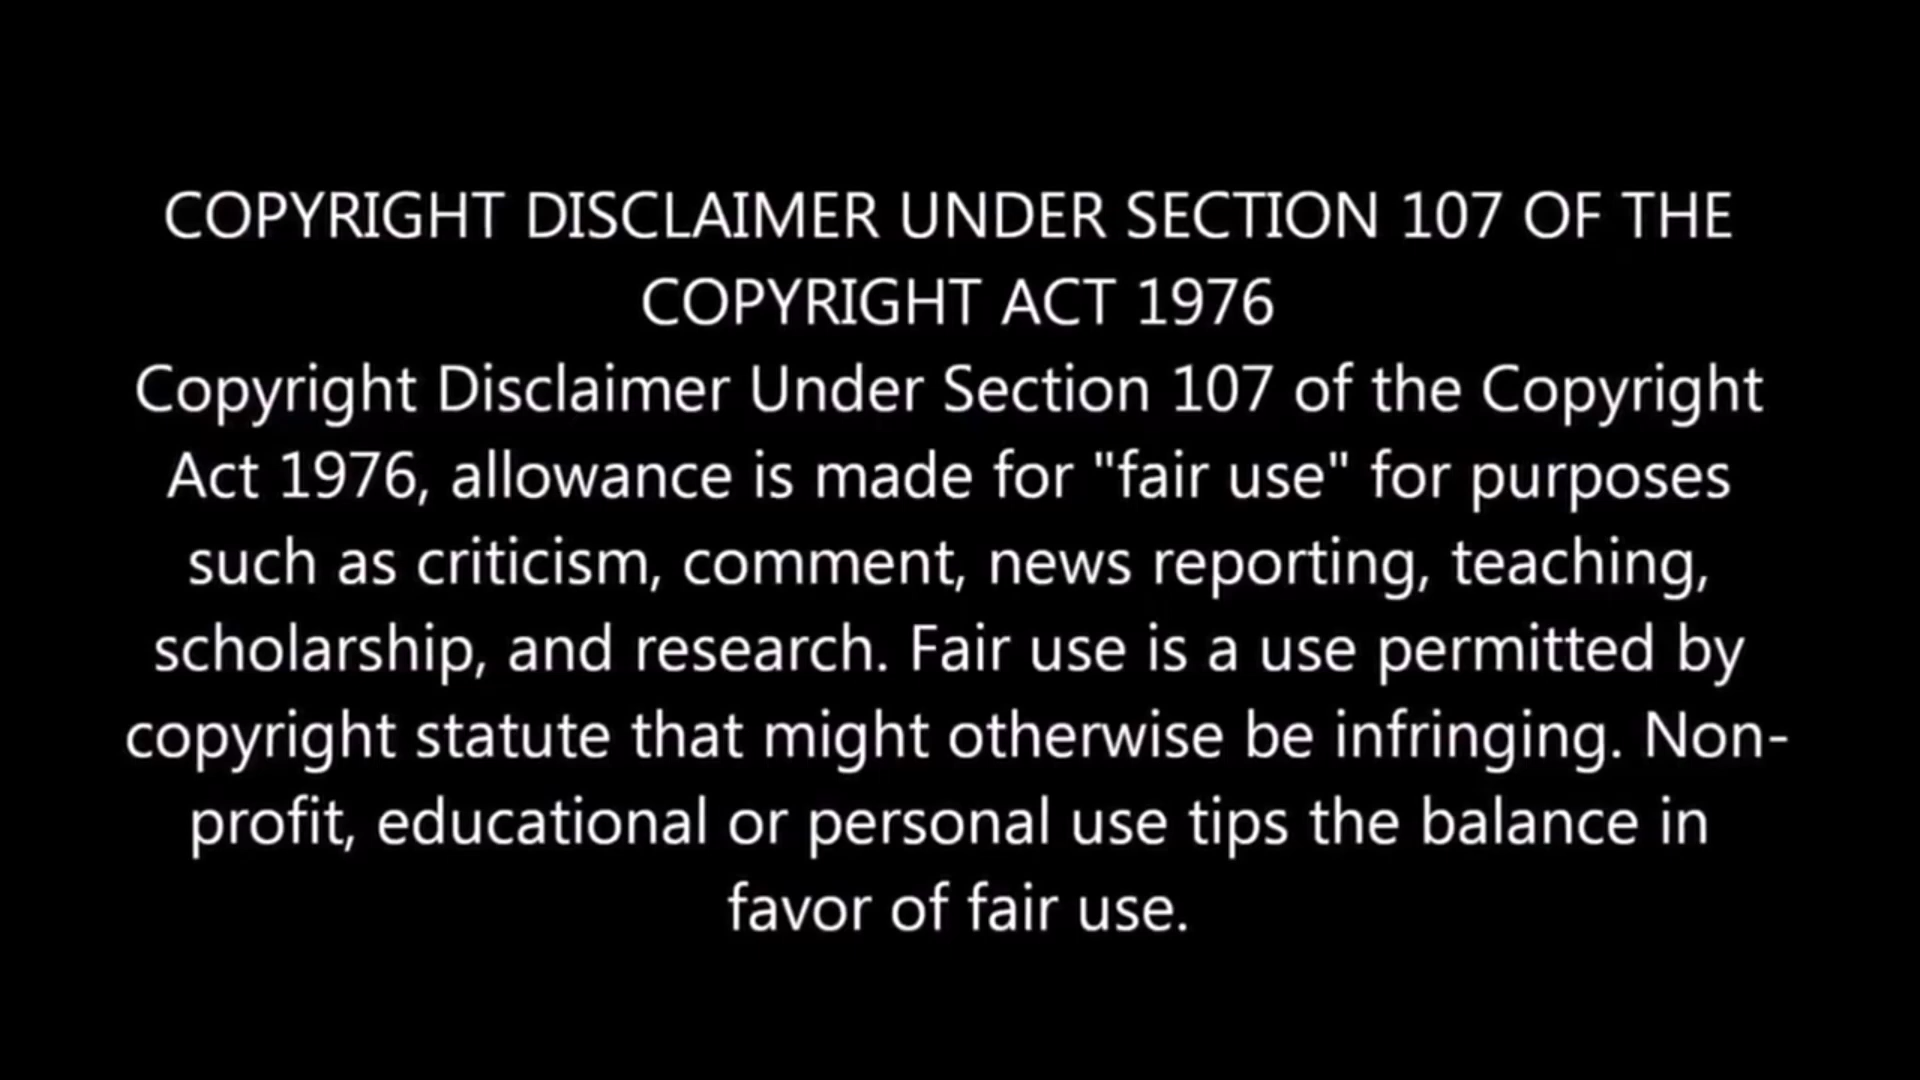 COPYRIGHT DISCLAIMER UNDER SECTION 107 OF THE
COPYRIGHT ACT 1976
Copyright Disclaimer Under Section 107 of the Copyright
Act 1976, allowance is made for "fair use" for purposes
such as criticism, comment, news reporting, teaching,
scholarship, and research. Fair use is a use permitted by
copyright statute that might otherwise be infringing. Non-
profit, educational or personal use tips the balance in
favor of fair use.